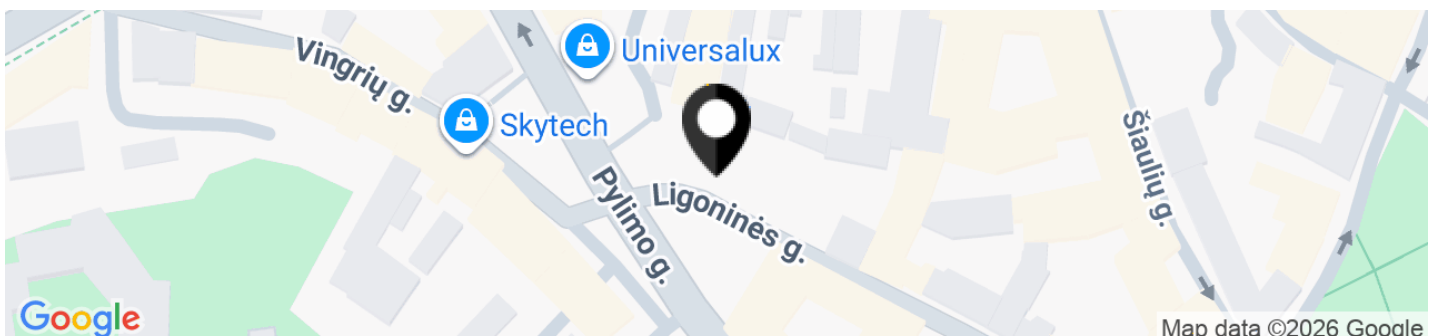 Vingrių g.
Universalux
Skytech
Pylimo g.
Ligoninės g.
Šiaulių g.
Google
Map data ©2026 Google